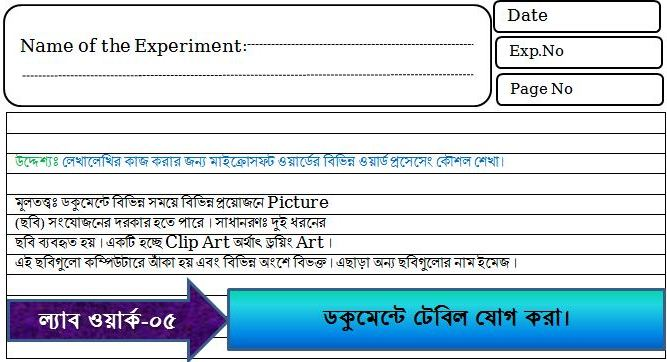 Name of the Experiment:
Date
Exp.No
Page No
উদ্দেশ্যঃ লেখালেখির কাজ করার জন্য মাইক্রোসফট ওয়ার্ডের বিভিন্ন ওয়ার্ড প্রসেসেং কৌশল শেখা।
মূলতত্ত্বঃ ডকুমেন্টে বিভিন্ন সময়ে বিভিন্ন প্রয়োজনে Picture
(ছবি) সংযোজনের দরকার হতে পারে। সাধানরণঃ দুই ধরনের
ছবি ব্যবহৃত হয়। একটি হচ্ছে Clip Art অর্থাৎ ড্রয়িং Art।
এই ছবিগুলো কম্পিউটারে আঁকা হয় এবং বিভিন্ন অংশে বিভক্ত। এছাড়া অন্য ছবিগুলোর নাম ইমেজ।
ল্যাব ওয়ার্ক-০৫
ডকুমেন্টে টেবিল যোগ করা।